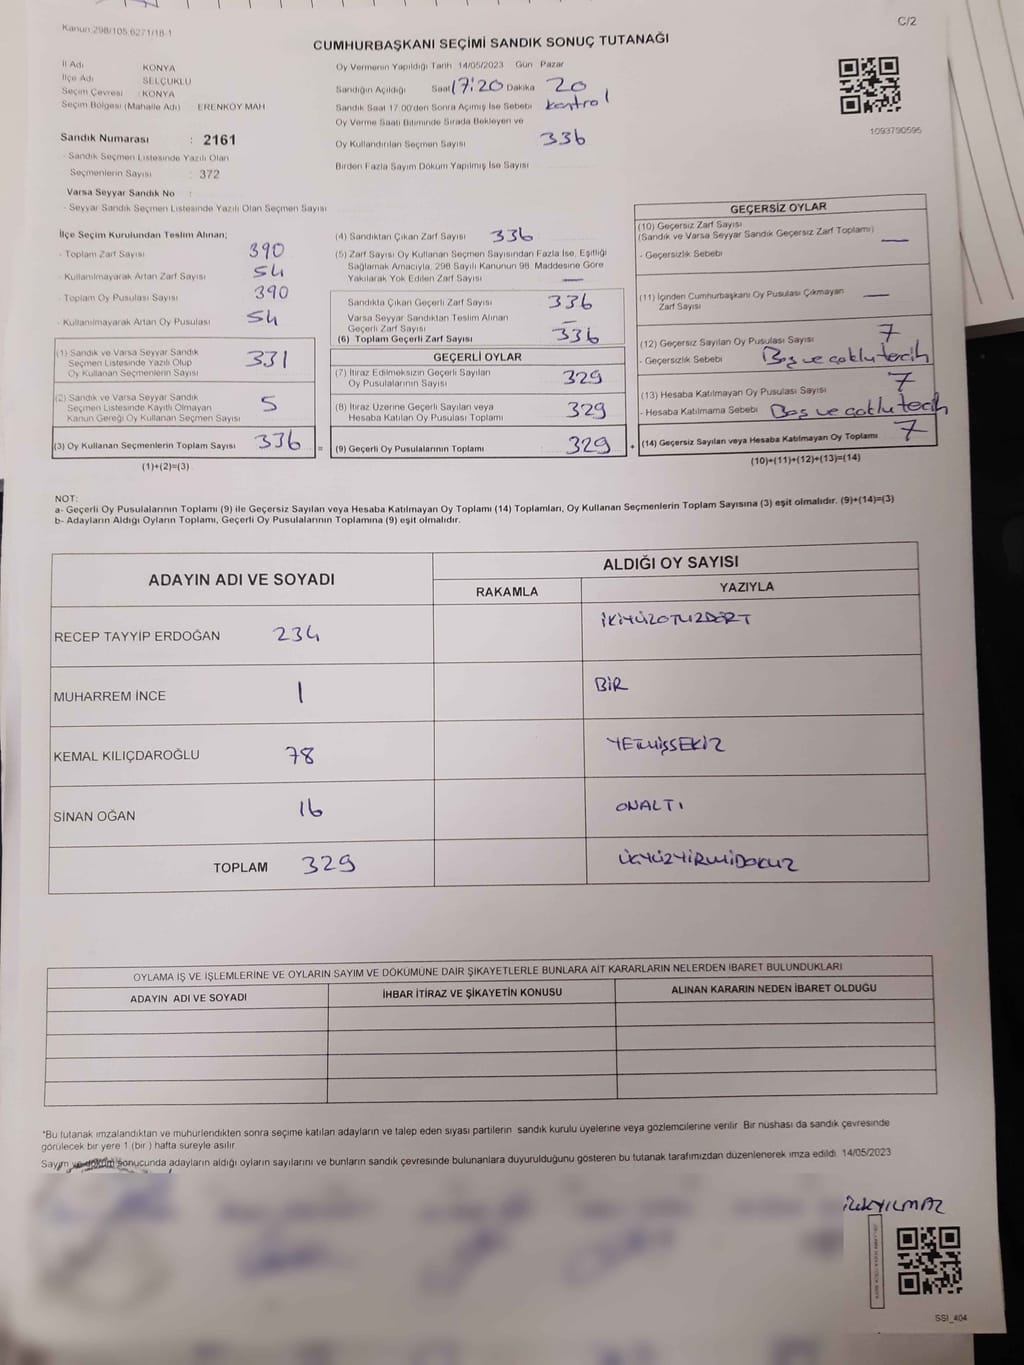 Kanun 298/105,6271/18-1
C/2
CUMHURBAŞKANI SEÇİMİ SANDIK SONUÇ TUTANAĞI
İl Adı KONYA
İlçe Adı SELÇUKLU
Seçim Çevresi : KONYA
Seçim Bölgesi (Mahalle Adı) : ERENKÖY MAH
Sandık Numarası : 2161
- Sandık Seçmen Listesinde Yazılı Olan
Seçmenlerin Sayısı : 372
Varsa Seyyar Sandık No :
- Seyyar Sandık Seçmen Listesinde Yazılı Olan Seçmen Sayısı
Oy Vermenin Yapıldığı Tarih 14/05/2023 Gün Pazar
Sandığın Açıldığı Saat 17:20 Dakika 20
Sandık Saat 17.00'den Sonra Açımış İse Sebebi kontrol
Oy Verme Saati Bitiminde Sırada Bekleyen ve
Oy Kullandırılan Seçmen Sayısı 336
Birden Fazla Sayım Döküm Yapılmış İse Sayısı
1093790595
İlçe Seçim Kurulundan Teslim Alınan;
- Toplam Zarf Sayısı 390
- Kullanılmayarak Artan Zarf Sayısı 54
- Toplam Oy Pusulası Sayısı 390
- Kullanılmayarak Artan Oy Pusulası 54
(1) Sandık ve Varsa Seyyar Sandık
Seçmen Listesinde Yazılı Olup
Oy Kullanan Seçmenlerin Sayısı 331
(2) Sandık ve Varsa Seyyar Sandık
Seçmen Listesinde Kayıtlı Olmayan
Kanun Gereği Oy Kullanan Seçmen Sayısı 5
(3) Oy Kullanan Seçmenlerin Toplam Sayısı 336 =
(1)+(2)=(3)
(4) Sandıktan Çıkan Zarf Sayısı 336
(5) Zarf Sayısı Oy Kullanan Seçmen Sayısından Fazla İse, Eşitliği
Sağlamak Amacıyla, 298 Sayılı Kanunun 98. Maddesine Göre
Yakılarak Yok Edilen Zarf Sayısı —
Sandıkta Çıkan Geçerli Zarf Sayısı 336
Varsa Seyyar Sandıktan Teslim Alınan
Geçerli Zarf Sayısı —
(6) Toplam Geçerli Zarf Sayısı 336
GEÇERLİ OYLAR
(7) İtiraz Edilmeksizin Geçerli Sayılan
Oy Pusulalarının Sayısı 329
(8) İtiraz Üzerine Geçerli Sayılan veya
Hesaba Katılan Oy Pusulası Toplamı 329
(9) Geçerli Oy Pusulalarının Toplamı 329 +
GEÇERSİZ OYLAR
(10) Geçersiz Zarf Sayısı
(Sandık ve Varsa Seyyar Sandık Geçersiz Zarf Toplamı) —
- Geçersizlik Sebebi
(11) İçinden Cumhurbaşkanı Oy Pusulası Çıkmayan
Zarf Sayısı —
(12) Geçersiz Sayılan Oy Pusulası Sayısı 7
- Geçersizlik Sebebi Boş ve çoklu tercih
(13) Hesaba Katılmayan Oy Pusulası Sayısı 7
- Hesaba Katılmama Sebebi Boş ve çoklu tercih
(14) Geçersiz Sayılan veya Hesaba Katılmayan Oy Toplamı 7
(10)+(11)+(12)+(13)=(14)
NOT:
a- Geçerli Oy Pusulalarının Toplamı (9) ile Geçersiz Sayılan veya Hesaba Katılmayan Oy Toplamı (14) Toplamları, Oy Kullanan Seçmenlerin Toplam Sayısına (3) eşit olmalıdır. (9)+(14)=(3)
b- Adayların Aldığı Oyların Toplamı, Geçerli Oy Pusulalarının Toplamına (9) eşit olmalıdır.
ADAYIN ADI VE SOYADI
ALDIĞI OY SAYISI
RAKAMLA YAZIYLA
RECEP TAYYİP ERDOĞAN 234 İKİYÜZOTUZDÖRT
MUHARREM İNCE 1 BİR
KEMAL KILIÇDAROĞLU 78 YETMİŞSEKİZ
SİNAN OĞAN 16 ONALTI
TOPLAM 329 ÜÇYÜZYİRMİDOKUZ
OYLAMA İŞ VE İŞLEMLERİNE VE OYLARIN SAYIM VE DÖKÜMÜNE DAİR ŞİKAYETLERLE BUNLARA AİT KARARLARIN NELERDEN İBARET BULUNDUKLARI
ADAYIN ADI VE SOYADI İHBAR İTİRAZ VE ŞİKAYETİN KONUSU ALINAN KARARIN NEDEN İBARET OLDUĞU
*Bu tutanak imzalandıktan ve mühürlendikten sonra seçime katılan adayların ve talep eden siyasi partilerin sandık kurulu üyelerine veya gözlemcilerine verilir. Bir nüshası da sandık çevresinde
görülecek bir yere 1 (bir ) hafta süreyle asılır.
Sayım ve döküm sonucunda adayların aldığı oyların sayılarını ve bunların sandık çevresinde bulunanlara duyurulduğunu gösteren bu tutanak tarafımızdan düzenlenerek imza edildi. 14/05/2023
YILMAZ
SSI_404